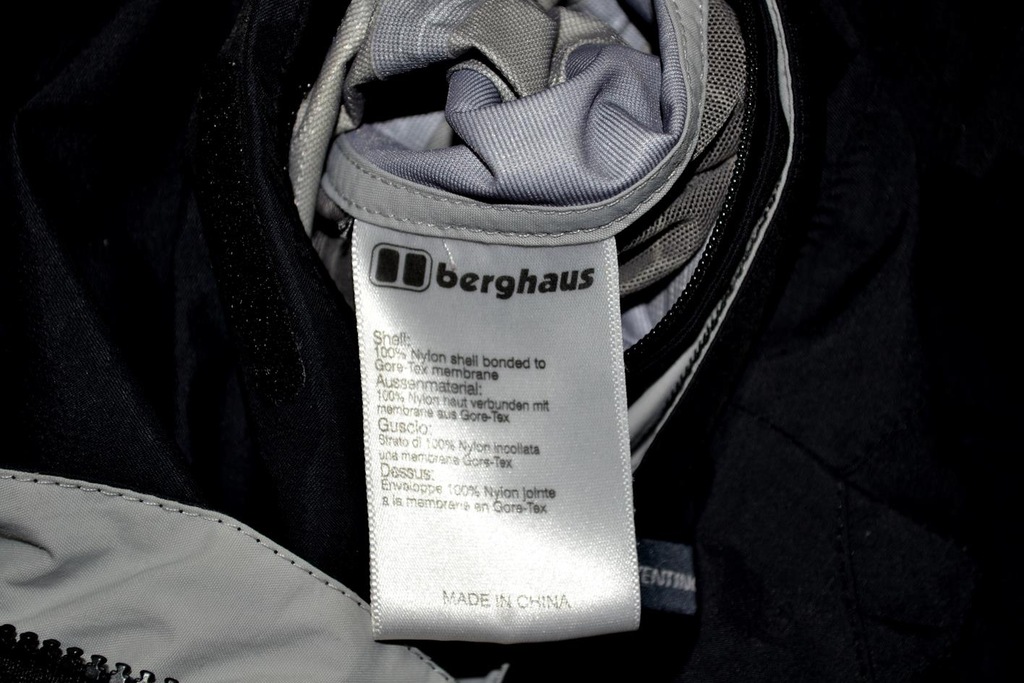 berghaus
Shell:
100% Nylon shell bonded to
Gore-Tex membrane
Aussenmaterial:
100% Nylon haut verbunden mit
membrane aus Gore-Tex
Guscio:
Strato di 100% Nylon incollata
una membrane Gore-Tex
Dessus:
Enveloppe 100% Nylon jointe
a la membrane en Gore-Tex
MADE IN CHINA